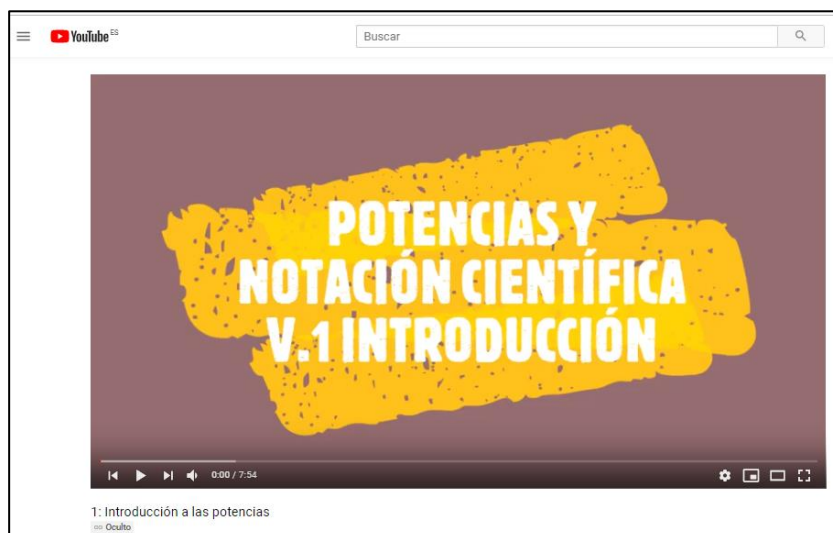 YouTube ES
Buscar
POTENCIAS Y
NOTACIÓN CIENTÍFICA
V.1 INTRODUCCIÓN
0:00 / 7:54
1: Introducción a las potencias
Oculto